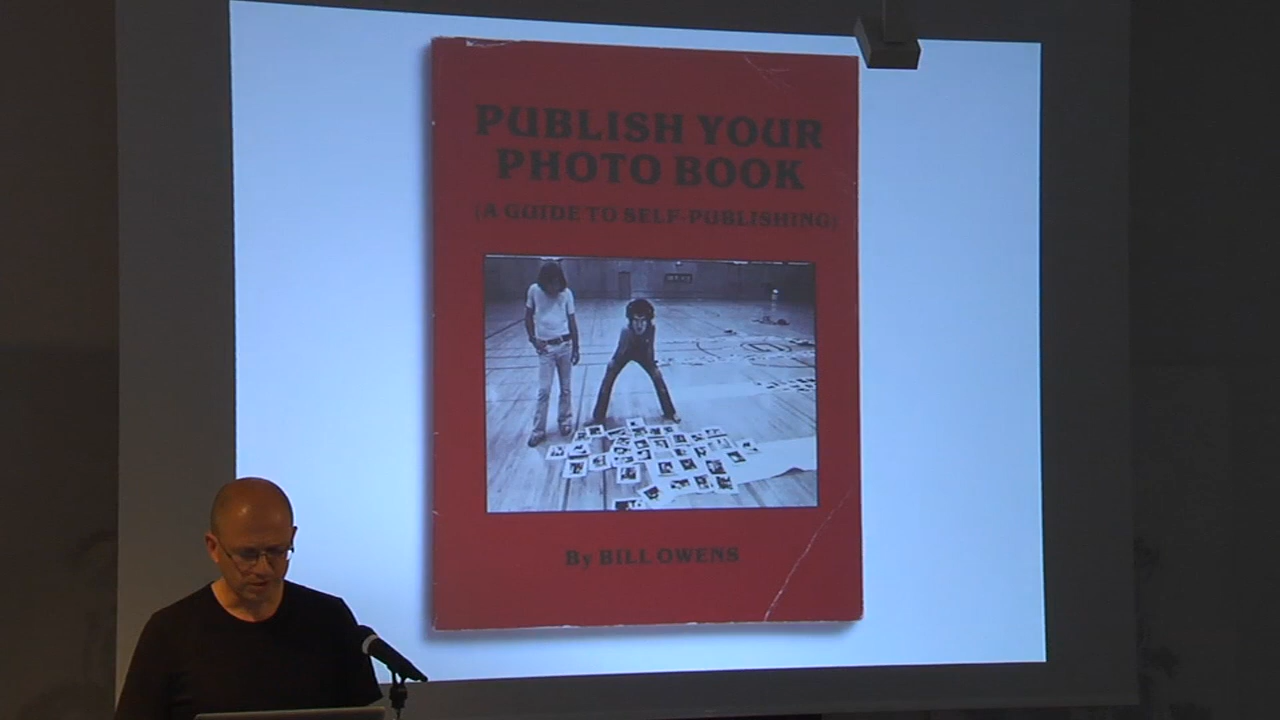 PUBLISH YOUR
PHOTO BOOK
(A GUIDE TO SELF-PUBLISHING)
By BILL OWENS